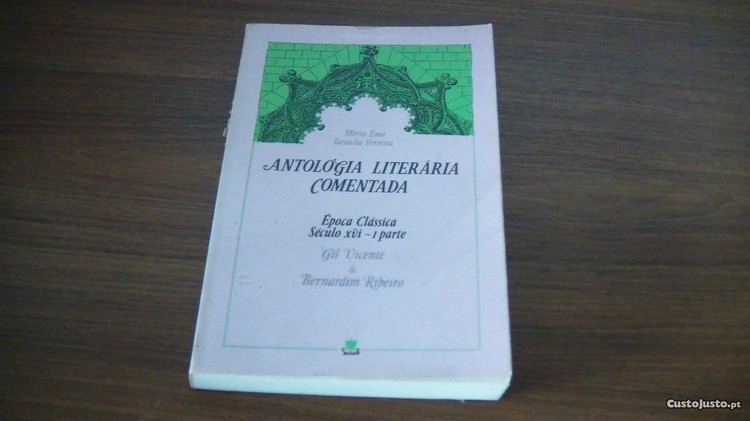 Maria Ema
Tarracha Ferreira
ANTOLOGIA LITERÁRIA
COMENTADA
Época Clássica
Século XVI - I parte
Gil Vicente
&
Bernardim Ribeiro
CustoJusto.pt